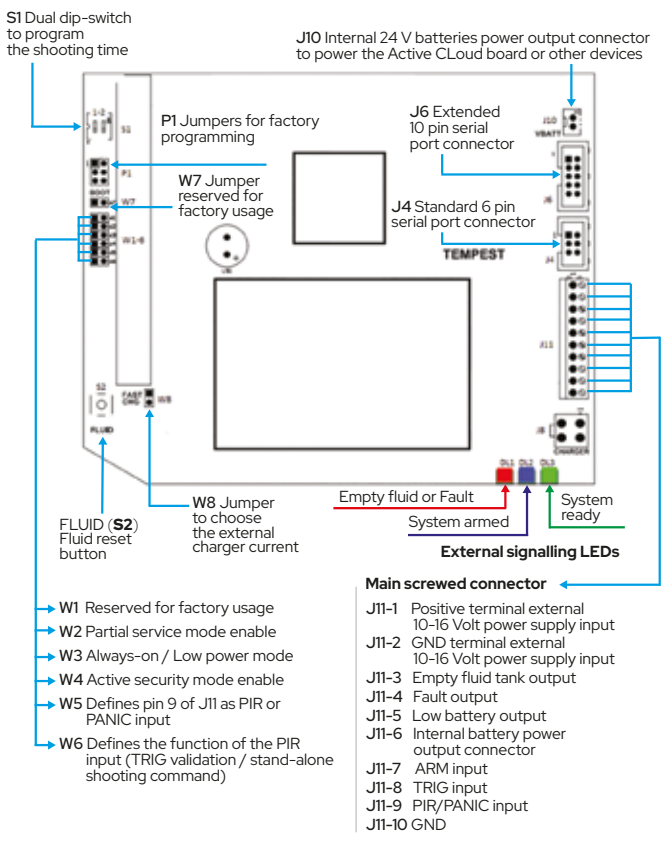 S1 Dual dip-switch
to program
the shooting time
J10 Internal 24 V batteries power output connector
to power the Active CLoud board or other devices
P1 Jumpers for factory
programming
J6 Extended
10 pin serial
port connector
W7 Jumper
reserved for
factory usage
J4 Standard 6 pin
serial port connector
1-2
S1
P1
BOOT
W7
W1-6
J10
VBATT
J6
TEMPEST
J4
J11
S2
FLUID
FAST
CHG
W8
J8
CHARGER
DL1
DL2
DL3
Empty fluid or Fault
System armed
System
ready
External signalling LEDs
FLUID (S2)
Fluid reset
button
W8 Jumper
to choose
the external
charger current
W1 Reserved for factory usage
W2 Partial service mode enable
W3 Always-on / Low power mode
W4 Active security mode enable
W5 Defines pin 9 of J11 as PIR or
PANIC input
W6 Defines the function of the PIR
input (TRIG validation / stand-alone
shooting command)
Main screwed connector
J11-1 Positive terminal external
10-16 Volt power supply input
J11-2 GND terminal external
10-16 Volt power supply input
J11-3 Empty fluid tank output
J11-4 Fault output
J11-5 Low battery output
J11-6 Internal battery power
output connector
J11-7 ARM input
J11-8 TRIG input
J11-9 PIR/PANIC input
J11-10 GND